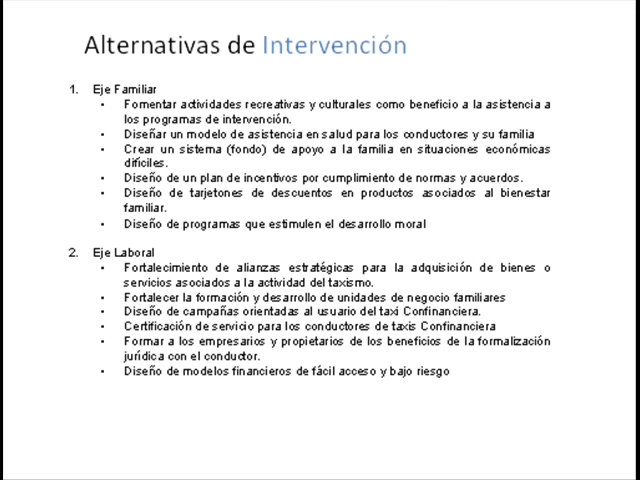 Alternativas de Intervención
1. Eje Familiar
• Fomentar actividades recreativas y culturales como beneficio a la asistencia a
los programas de intervención.
• Diseñar un modelo de asistencia en salud para los conductores y su familia
• Crear un sistema (fondo) de apoyo a la familia en situaciones económicas
difíciles.
• Diseño de un plan de incentivos por cumplimiento de normas y acuerdos.
• Diseño de tarjetones de descuentos en productos asociados al bienestar
familiar.
• Diseño de programas que estimulen el desarrollo moral
2. Eje Laboral
• Fortalecimiento de alianzas estratégicas para la adquisición de bienes o
servicios asociados a la actividad del taxismo.
• Fortalecer la formación y desarrollo de unidades de negocio familiares
• Diseño de campañas orientadas al usuario del taxi Confinanciera.
• Certificación de servicio para los conductores de taxis Confinanciera
• Formar a los empresarios y propietarios de los beneficios de la formalización
jurídica con el conductor.
• Diseño de modelos financieros de fácil acceso y bajo riesgo